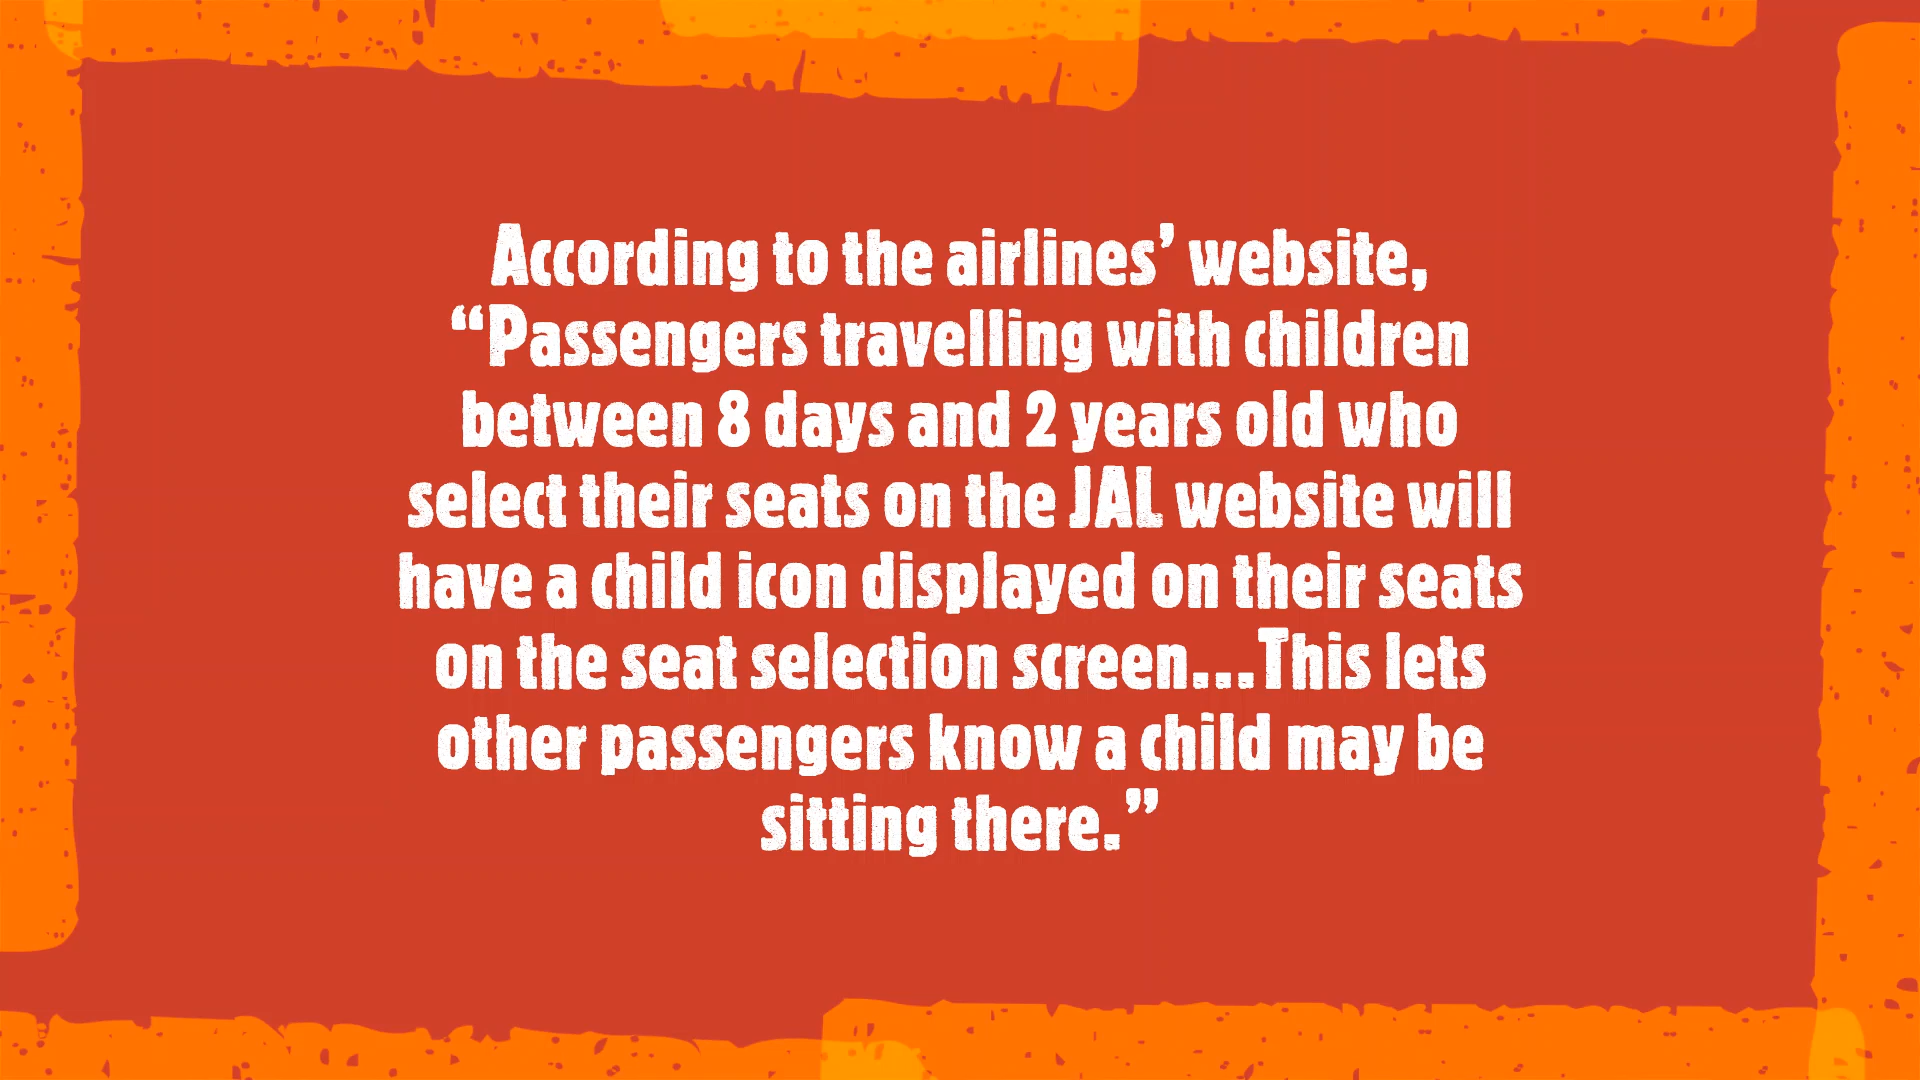 According to the airlines’ website,
“Passengers travelling with children
between 8 days and 2 years old who
select their seats on the JAL website will
have a child icon displayed on their seats
on the seat selection screen...This lets
other passengers know a child may be
sitting there.”